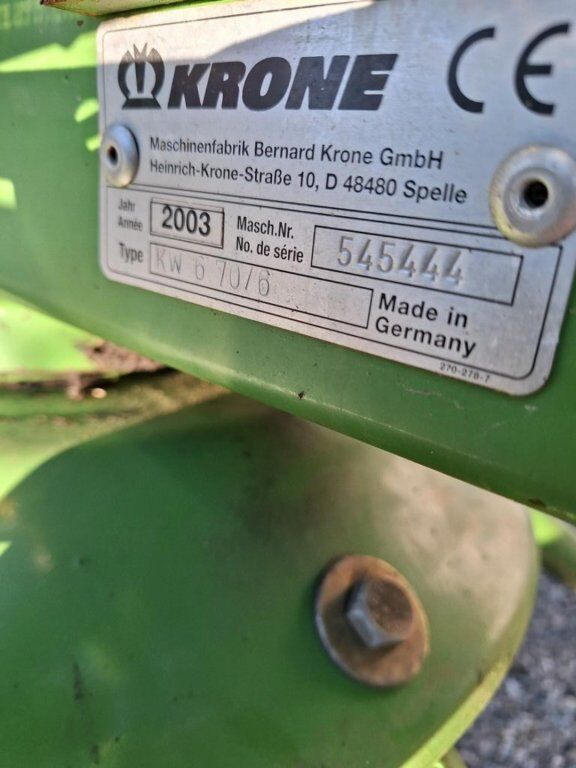 KRONE CE
Maschinenfabrik Bernard Krone GmbH
Heinrich-Krone-Straße 10, D 48480 Spelle
Jahr
Année
2003
Masch.Nr.
No. de série
545444
Type
KW 6 70/6
Made in
Germany
270-278-7